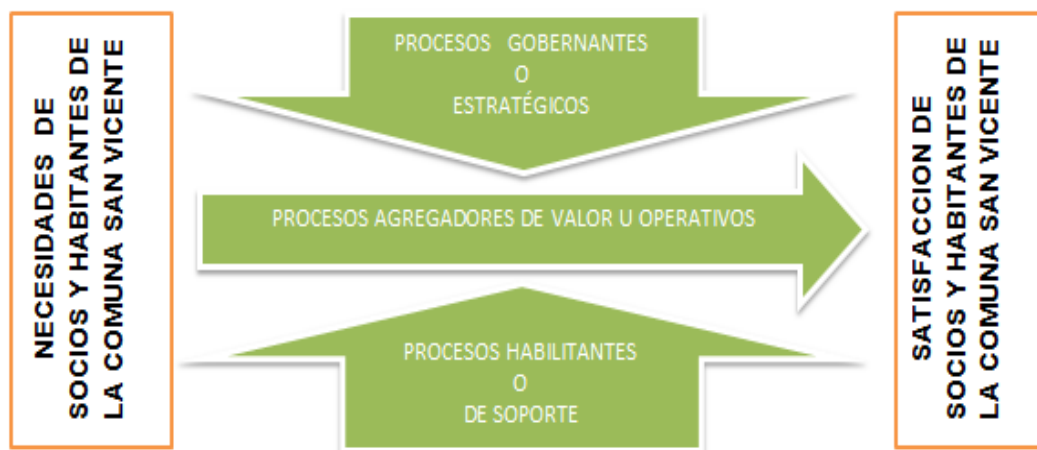 NECESIDADES DE
SOCIOS Y HABITANTES DE
LA COMUNA SAN VICENTE
PROCESOS GOBERNANTES
O
ESTRATÉGICOS
PROCESOS AGREGADORES DE VALOR U OPERATIVOS
PROCESOS HABILITANTES
O
DE SOPORTE
SATISFACCION DE
SOCIOS Y HABITANTES DE
LA COMUNA SAN VICENTE